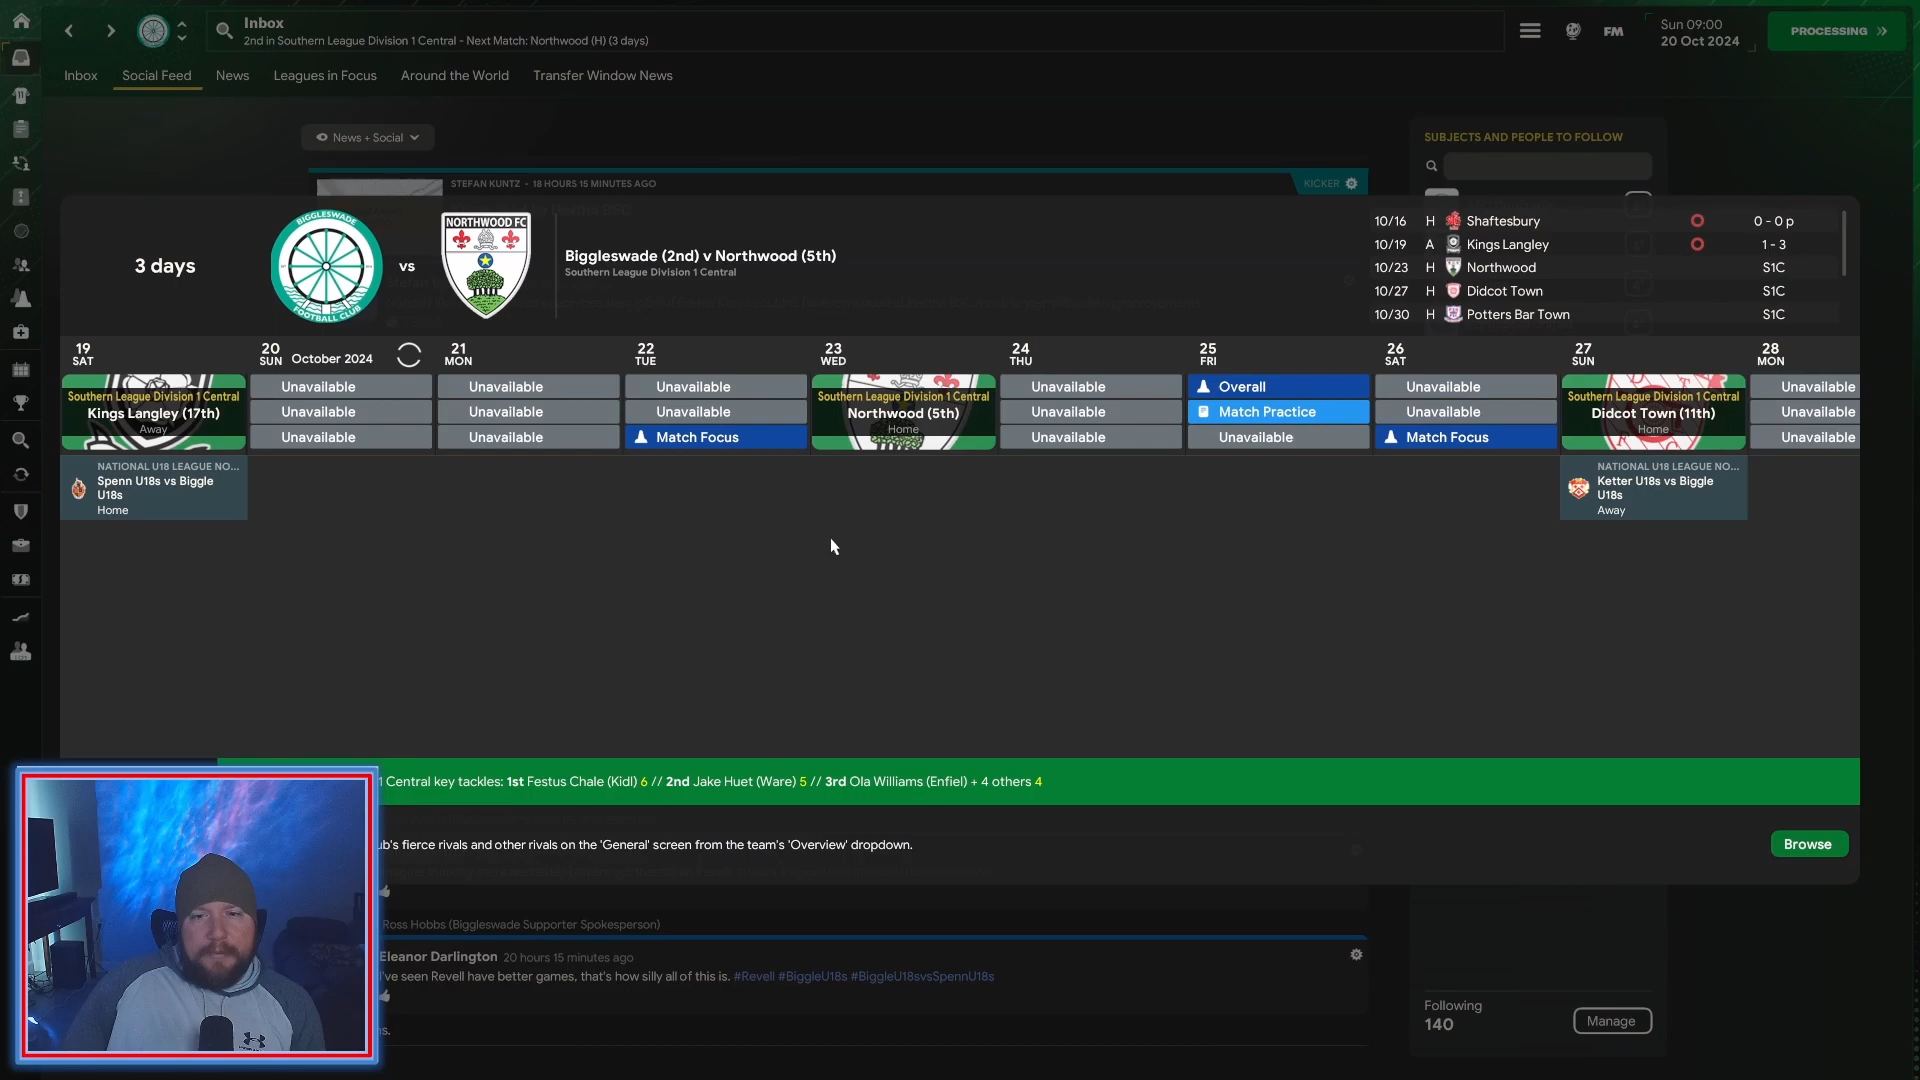 Inbox
2nd in Southern League Division 1 Central - Next Match: Northwood (H) (3 days)
FM
Sun 09:00
20 Oct 2024
PROCESSING
Inbox Social Feed News Leagues in Focus Around the World Transfer Window News
News + Social
SUBJECTS AND PEOPLE TO FOLLOW
STEFAN KUNTZ - 18 HOURS 15 MINUTES AGO
KICKER
3 days
BIGGLESWADE
FOOTBALL CLUB
vs
NORTHWOOD FC
Biggleswade (2nd) v Northwood (5th)
Southern League Division 1 Central
10/16 H Shaftesbury 0 - 0 p
10/19 A Kings Langley 1 - 3
10/23 H Northwood S1C
10/27 H Didcot Town S1C
10/30 H Potters Bar Town S1C
19 SAT
20 SUN October 2024
21 MON
22 TUE
23 WED
24 THU
25 FRI
26 SAT
27 SUN
28 MON
Southern League Division 1 Central
Kings Langley (17th)
Away
Unavailable
Unavailable
Unavailable
Unavailable
Unavailable
Unavailable
Unavailable
Unavailable
Match Focus
Southern League Division 1 Central
Northwood (5th)
Home
Unavailable
Unavailable
Unavailable
Overall
Match Practice
Unavailable
Unavailable
Unavailable
Match Focus
Southern League Division 1 Central
Didcot Town (11th)
Home
Unavailable
Unavailable
Unavailable
NATIONAL U18 LEAGUE NO...
Spenn U18s vs Biggle
U18s
Home
NATIONAL U18 LEAGUE NO...
Ketter U18s vs Biggle
U18s
Away
1 Central key tackles: 1st Festus Chale (Kidl) 6 // 2nd Jake Huet (Ware) 5 // 3rd Ola Williams (Enfiel) + 4 others 4
ub's fierce rivals and other rivals on the 'General' screen from the team's 'Overview' dropdown.
Browse
Ross Hobbs (Biggleswade Supporter Spokesperson)
Eleanor Darlington 20 hours 15 minutes ago
I've seen Revell have better games, that's how silly all of this is. #Revell #BiggleU18s #BiggleU18svsSpennU18s
ns.
Following
140
Manage